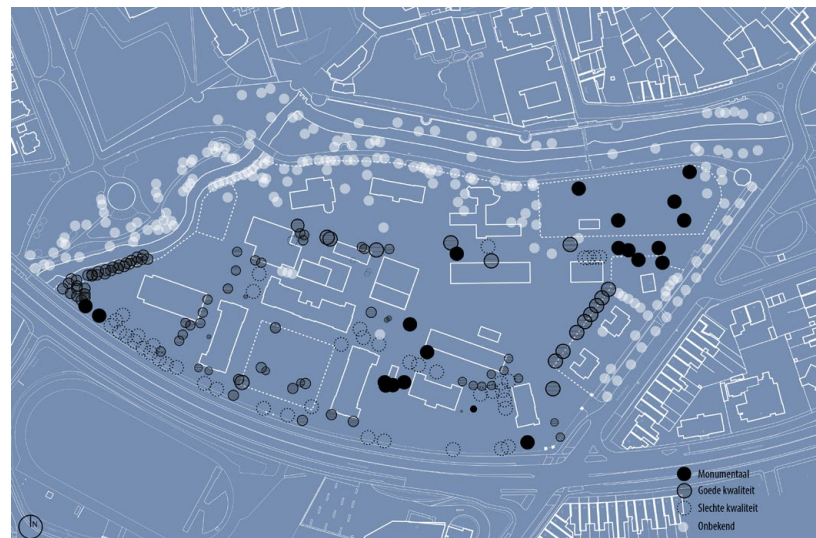 Monumentaal
Goede kwaliteit
Slechte kwaliteit
Onbekend
N